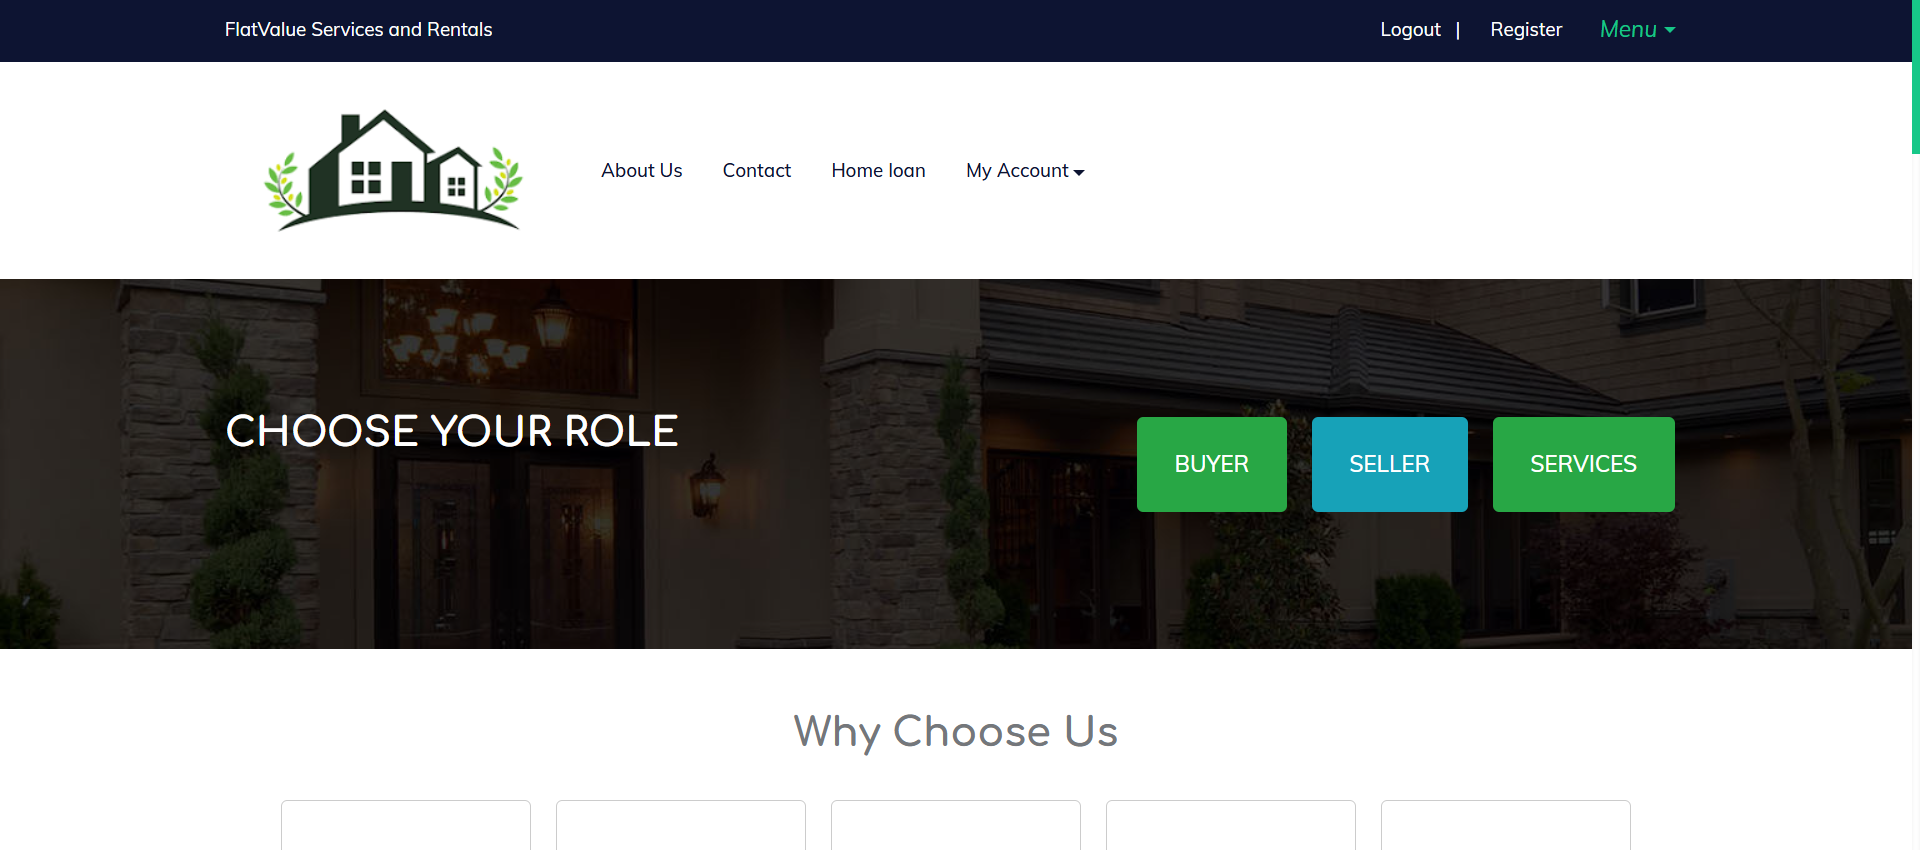 FlatValue Services and Rentals
Logout | Register Menu
About Us Contact Home loan My Account
CHOOSE YOUR ROLE
BUYER SELLER SERVICES
Why Choose Us